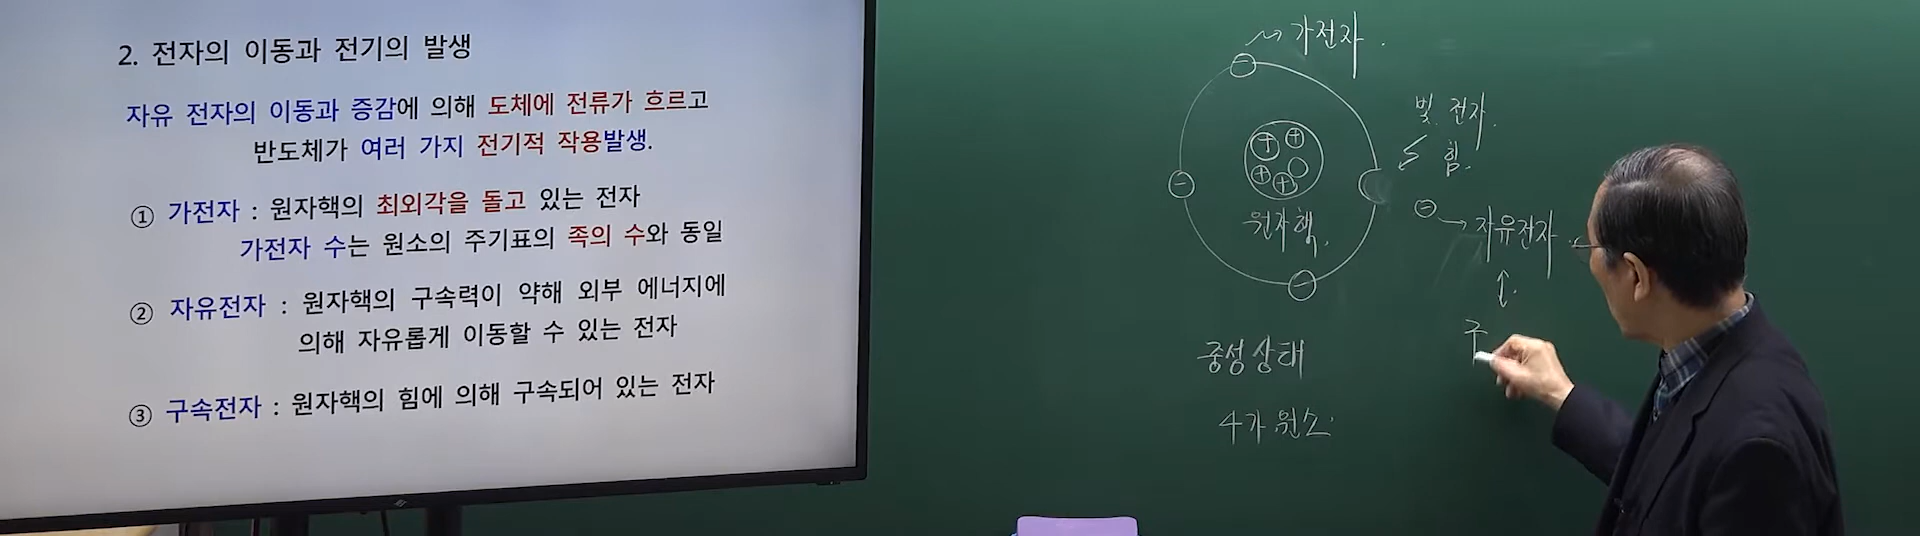 2. 전자의 이동과 전기의 발생
자유 전자의 이동과 증감에 의해 도체에 전류가 흐르고
반도체가 여러 가지 전기적 작용발생.
① 가전자 : 원자핵의 최외각을 돌고 있는 전자
가전자 수는 원소의 주기표의 족의 수와 동일
② 자유전자 : 원자핵의 구속력이 약해 외부 에너지에
의해 자유롭게 이동할 수 있는 전자
③ 구속전자 : 원자핵의 힘에 의해 구속되어 있는 전자
가전자.
빛. 전자.
힘.
원자핵.
자유전자
구
중성상태
4가 원소.